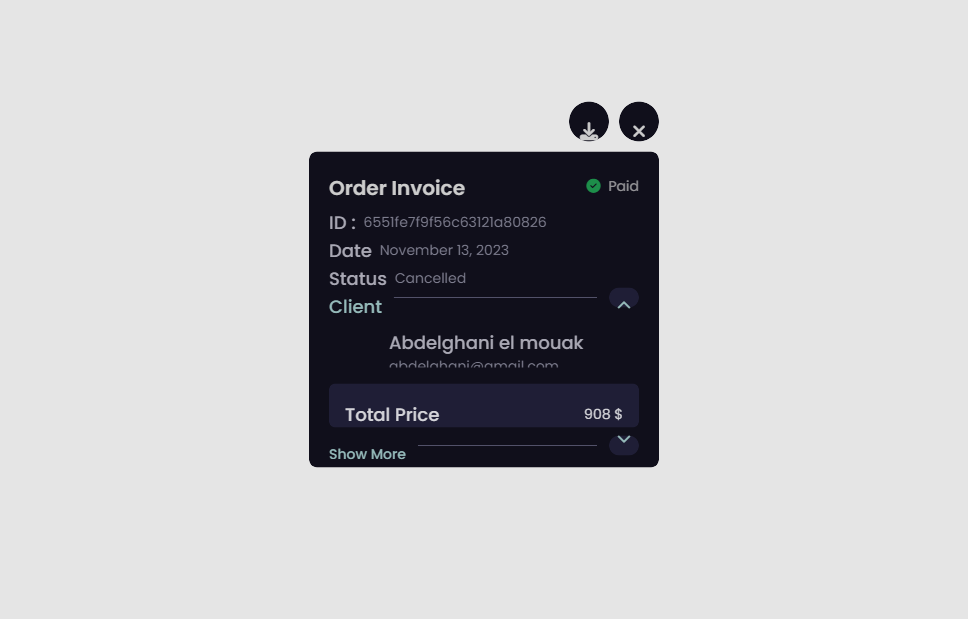 Order Invoice
Paid
ID : 6551fe7f9f56c63121a80826
Date November 13, 2023
Status Cancelled
Client
Abdelghani el mouak
abdelghani@gmail.com
Total Price 908 $
Show More